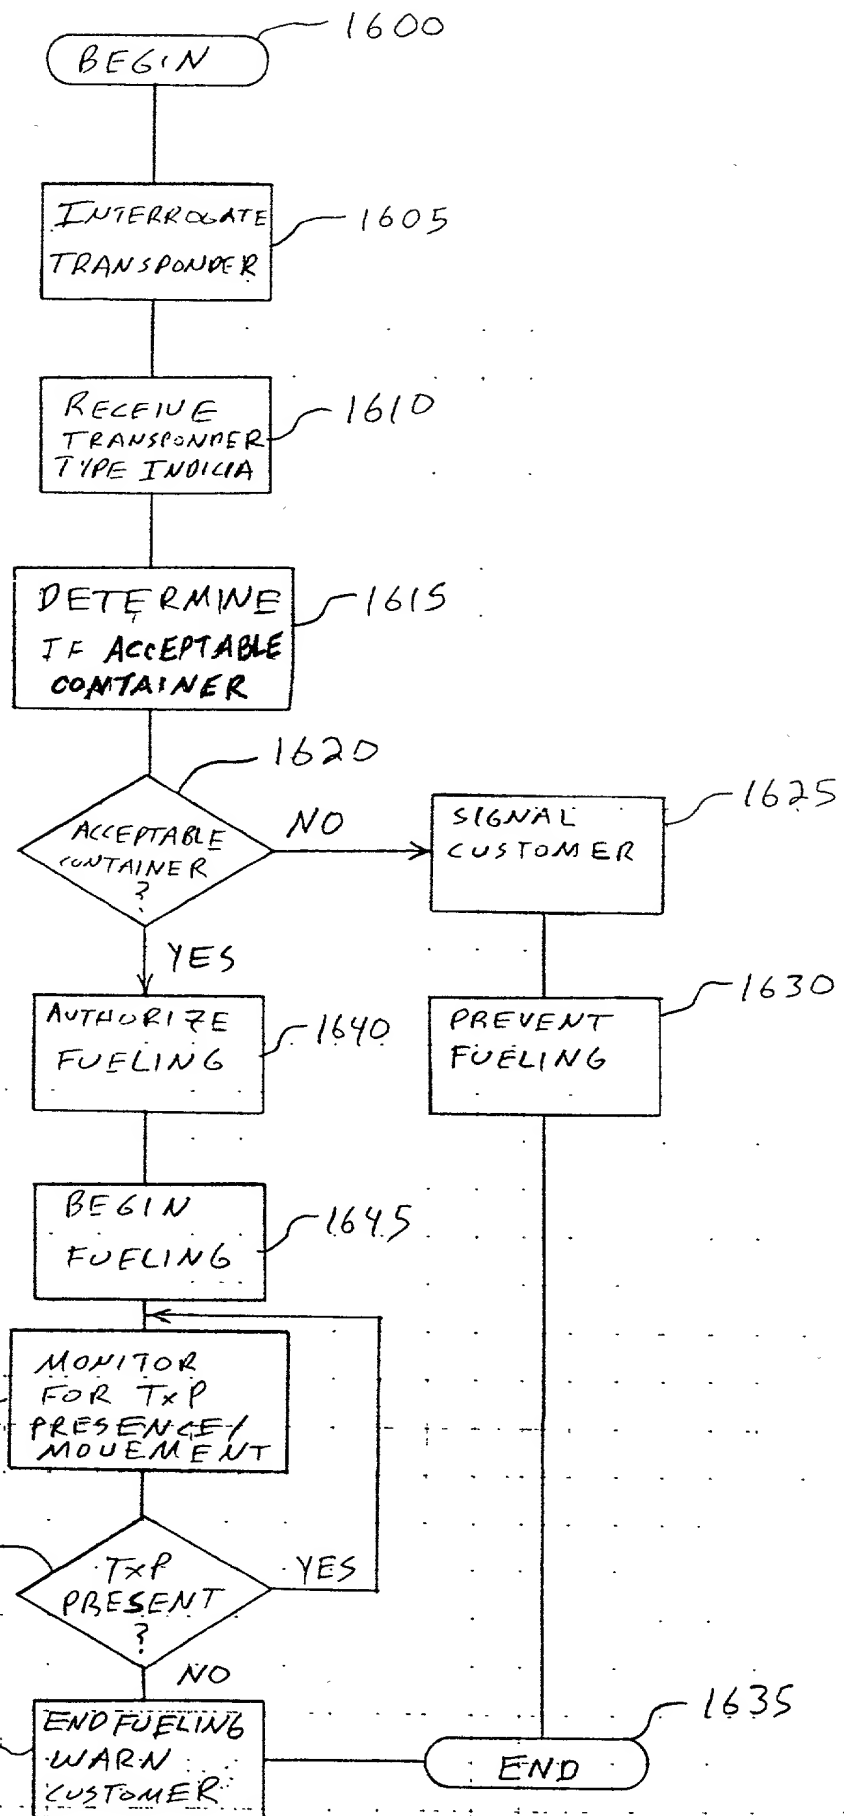 1600
BEGIN
INTERROGATE
TRANSPONDER
1605
RECEIVE
TRANSPONDER
TYPE INDICIA
1610
DETERMINE
IF ACCEPTABLE
CONTAINER
1615
1620
ACCEPTABLE
CONTAINER
?
NO
SIGNAL
CUSTOMER
1625
YES
AUTHORIZE
FUELING
1640
PREVENT
FUELING
1630
BEGIN
FUELING
1645
MONITOR
FOR TxP
PRESENCE/
MOVEMENT
TxP
PRESENT
?
YES
NO
END FUELING
WARN
CUSTOMER
END
1635